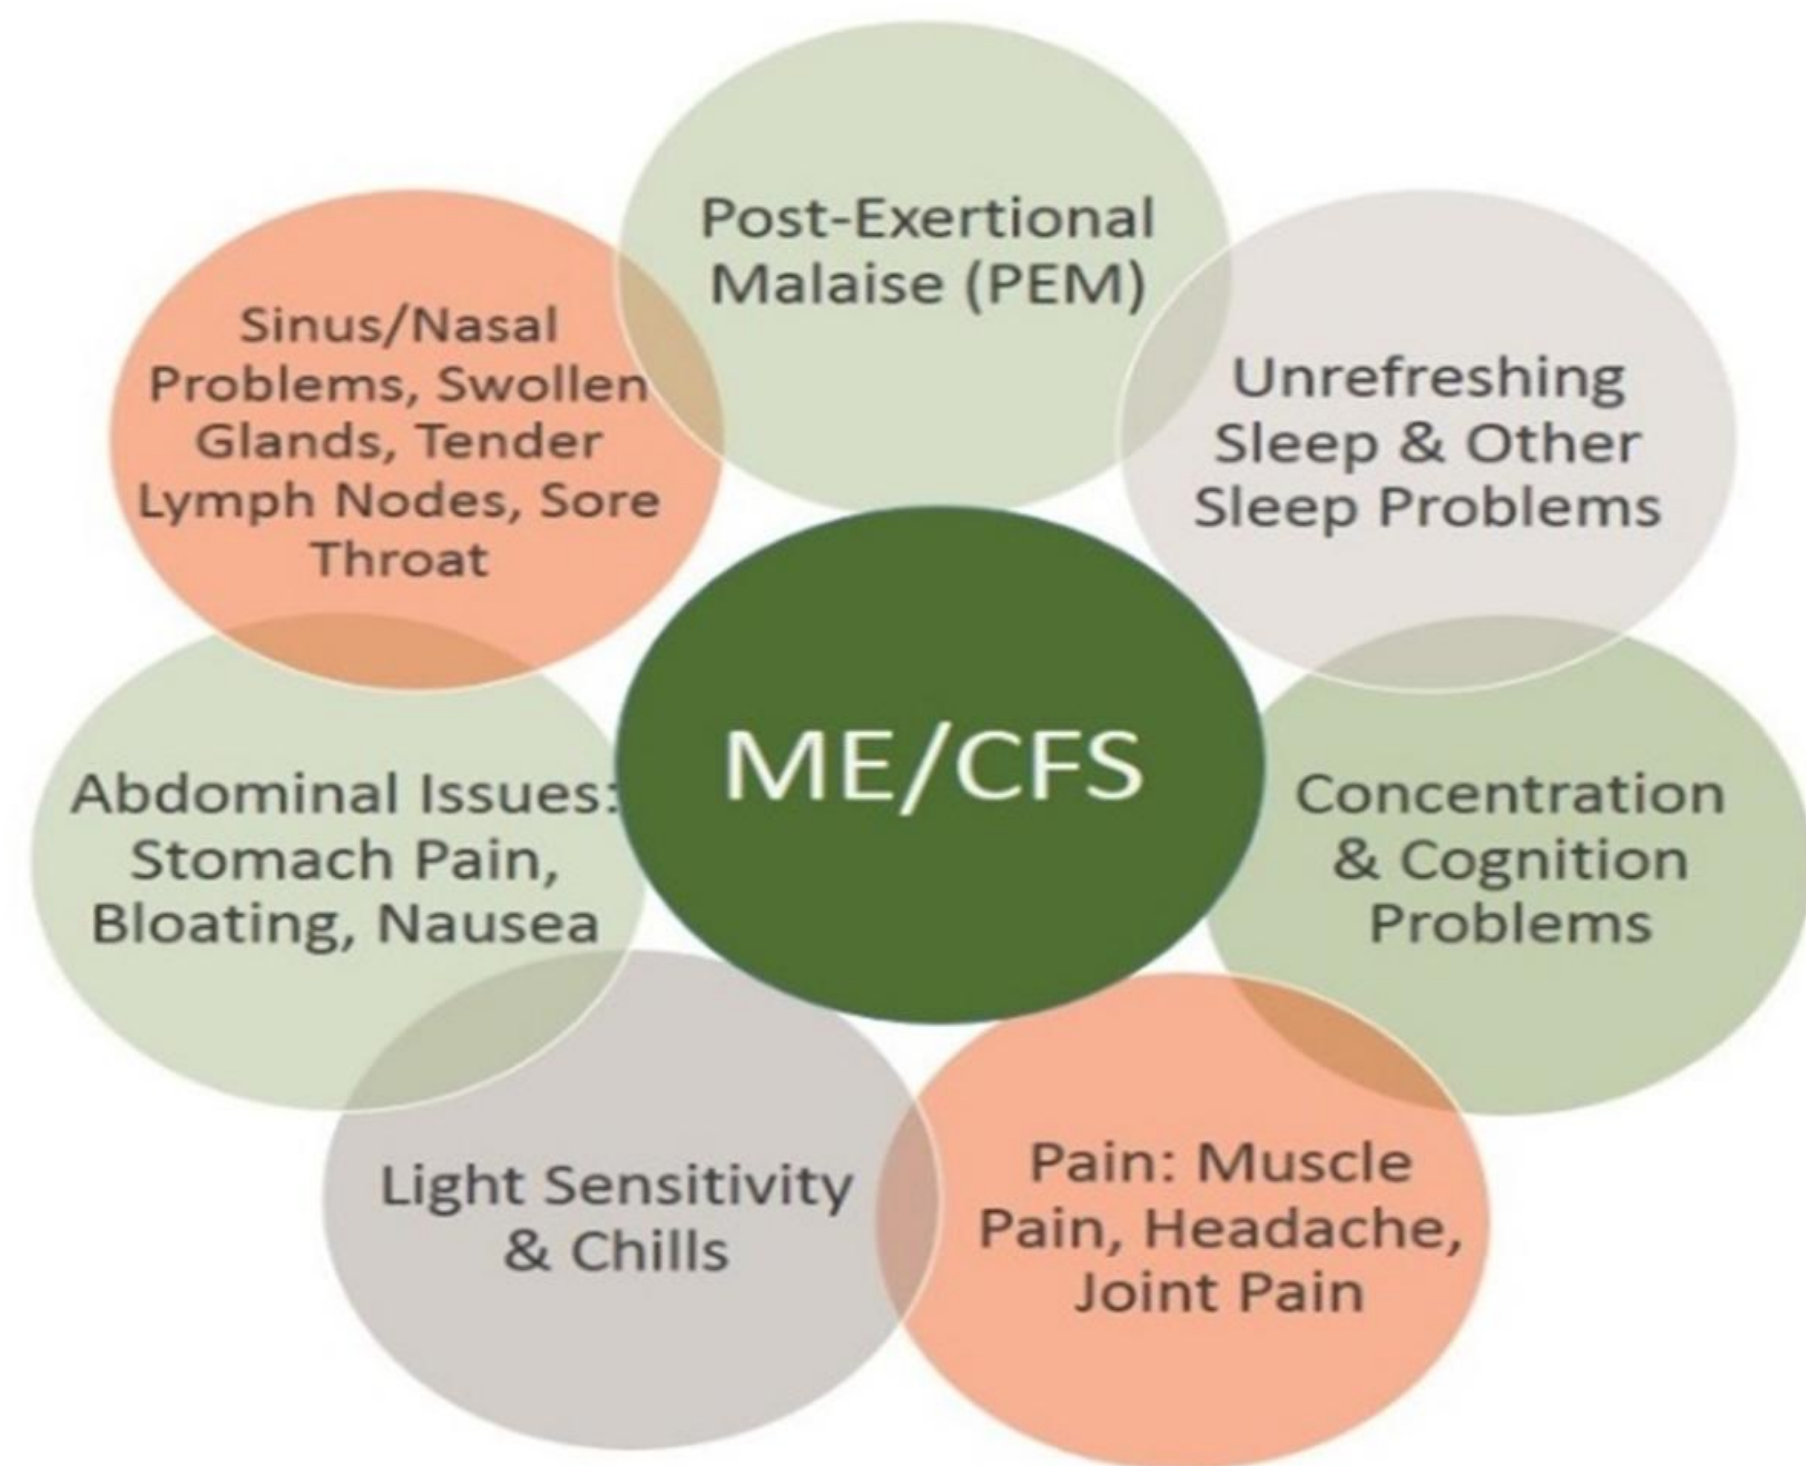 Post-Exertional
Malaise (PEM)
Unrefreshing
Sleep & Other
Sleep Problems
Concentration
& Cognition
Problems
Pain: Muscle
Pain, Headache,
Joint Pain
Light Sensitivity
& Chills
Abdominal Issues:
Stomach Pain,
Bloating, Nausea
Sinus/Nasal
Problems, Swollen
Glands, Tender
Lymph Nodes, Sore
Throat
ME/CFS